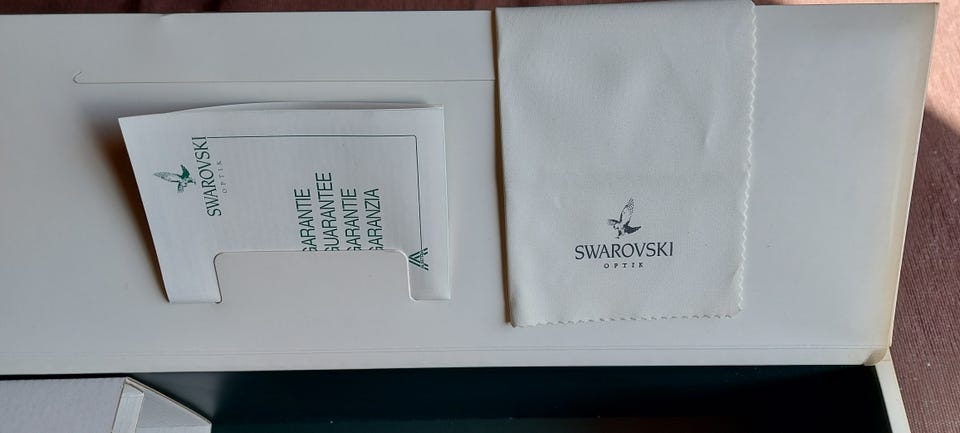 SWAROVSKI
OPTIK
GARANTIE
GUARANTEE
GARANTIE
GARANZIA
SWAROVSKI
OPTIK